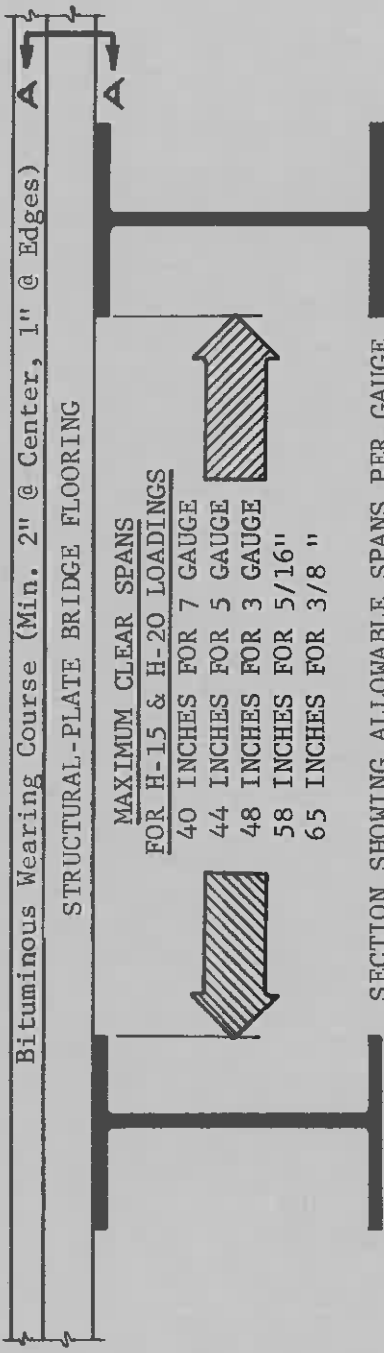 Bituminous Wearing Course (Min. 2" @ Center, 1" @ Edges)
A
A
STRUCTURAL-PLATE BRIDGE FLOORING
MAXIMUM CLEAR SPANS
FOR H-15 & H-20 LOADINGS
40 INCHES FOR 7 GAUGE
44 INCHES FOR 5 GAUGE
48 INCHES FOR 3 GAUGE
58 INCHES FOR 5/16"
65 INCHES FOR 3/8 "
SECTION SHOWING ALLOWABLE SPANS PER GAUGE